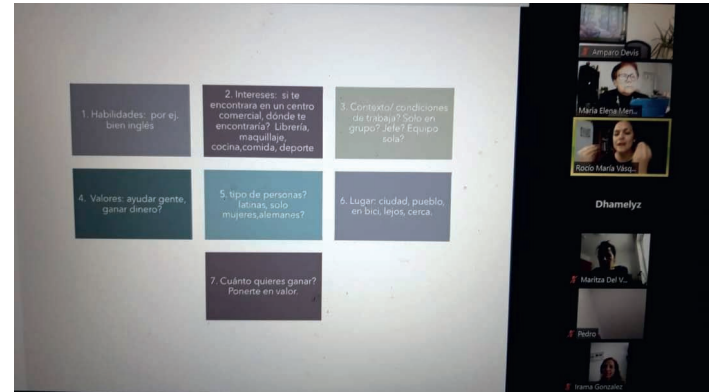 1. Habilidades: por ej.
bien inglés
2. Intereses: si te
encontrara en un centro
comercial, dónde te
encontraría? Librería,
maquillaje,
cocina,comida, deporte
3. Contexto/ condiciones
de trabaja? Solo en
grupo? Jefe? Equipo
sola?
4. Valores: ayudar gente,
ganar dinero?
5. tipo de personas?
latinas, solo
mujeres,alemanes?
6. Lugar: ciudad, pueblo,
en bici, lejos, cerca.
7. Cuánto quieres ganar?
Ponerte en valor.
Amparo Devis
María Elena Men...
Rocío María Vásq...
Dhamelyz
Maritza Del V...
Pedro
Irama Gonzalez